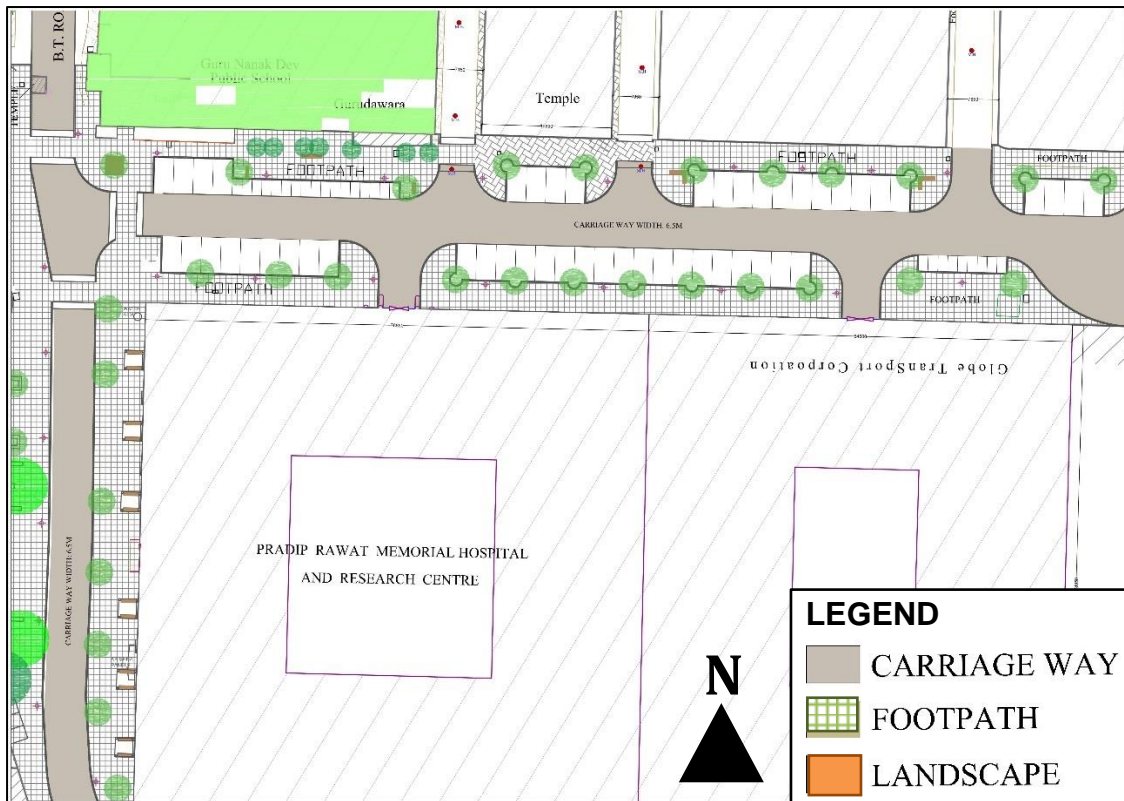 B.T. RO
Guru Nanak Dev
Public School
Gurudawara
Temple
TEMPLE
FOOTPATH
FOOTPATH
FOOTPATH
CARRIAGE WAY WIDTH: 6.5M
FOOTPATH
FOOTPATH
Globe TranSport Corpoation
PRADIP RAWAT MEMORIAL HOSPITAL
AND RESEARCH CENTRE
CARRIAGE WAY WIDTH: 6.5M
N
LEGEND
CARRIAGE WAY
FOOTPATH
LANDSCAPE